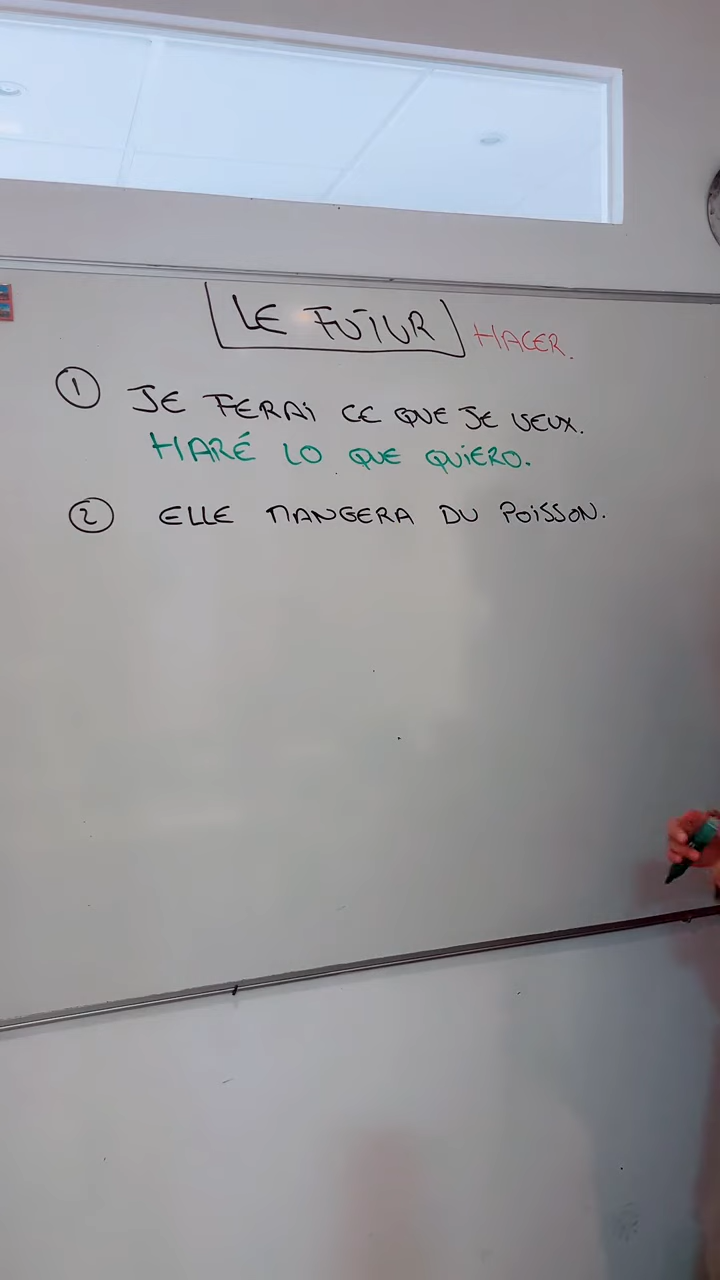 LE FUTUR HACER.
1 JE FERAI CE QUE JE VEUX.
HARÉ LO QUE QUIERO.
2 ELLE MANGERA DU POISSON.